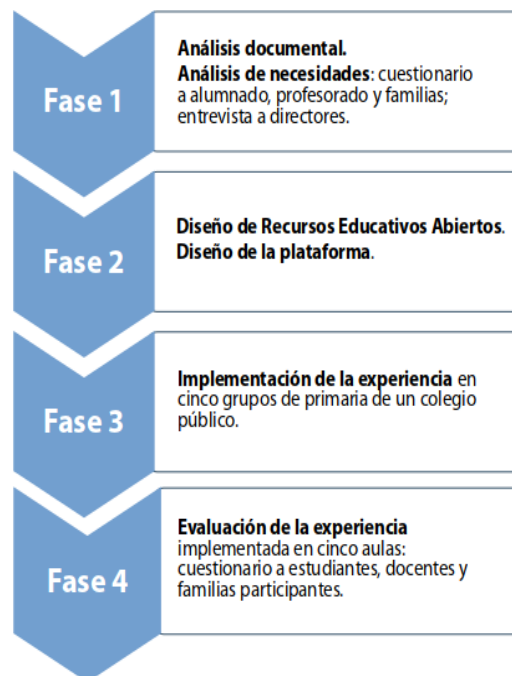 Fase 1
Análisis documental.
Análisis de necesidades: cuestionario
a alumnado, profesorado y familias;
entrevista a directores.
Fase 2
Diseño de Recursos Educativos Abiertos.
Diseño de la plataforma.
Fase 3
Implementación de la experiencia en
cinco grupos de primaria de un colegio
público.
Fase 4
Evaluación de la experiencia
implementada en cinco aulas:
cuestionario a estudiantes, docentes y
familias participantes.